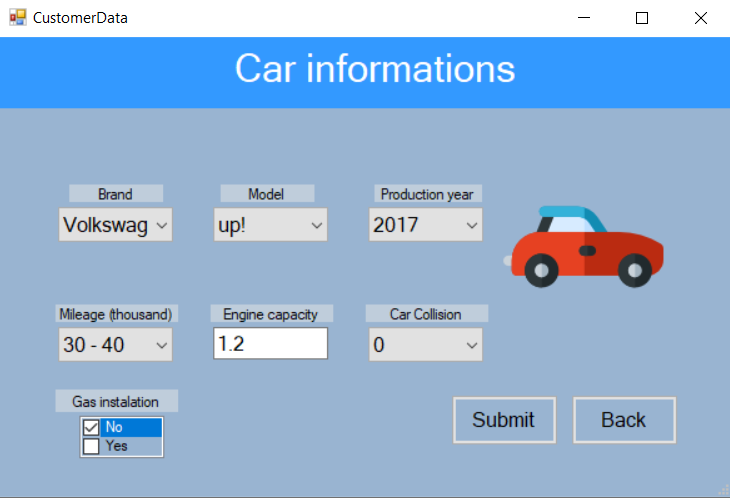 CustomerData
Car informations
Brand
Model
Production year
Volkswag
up!
2017
Mileage (thousand)
Engine capacity
Car Collision
30 - 40
1.2
0
Gas instalation
No
Yes
Submit
Back